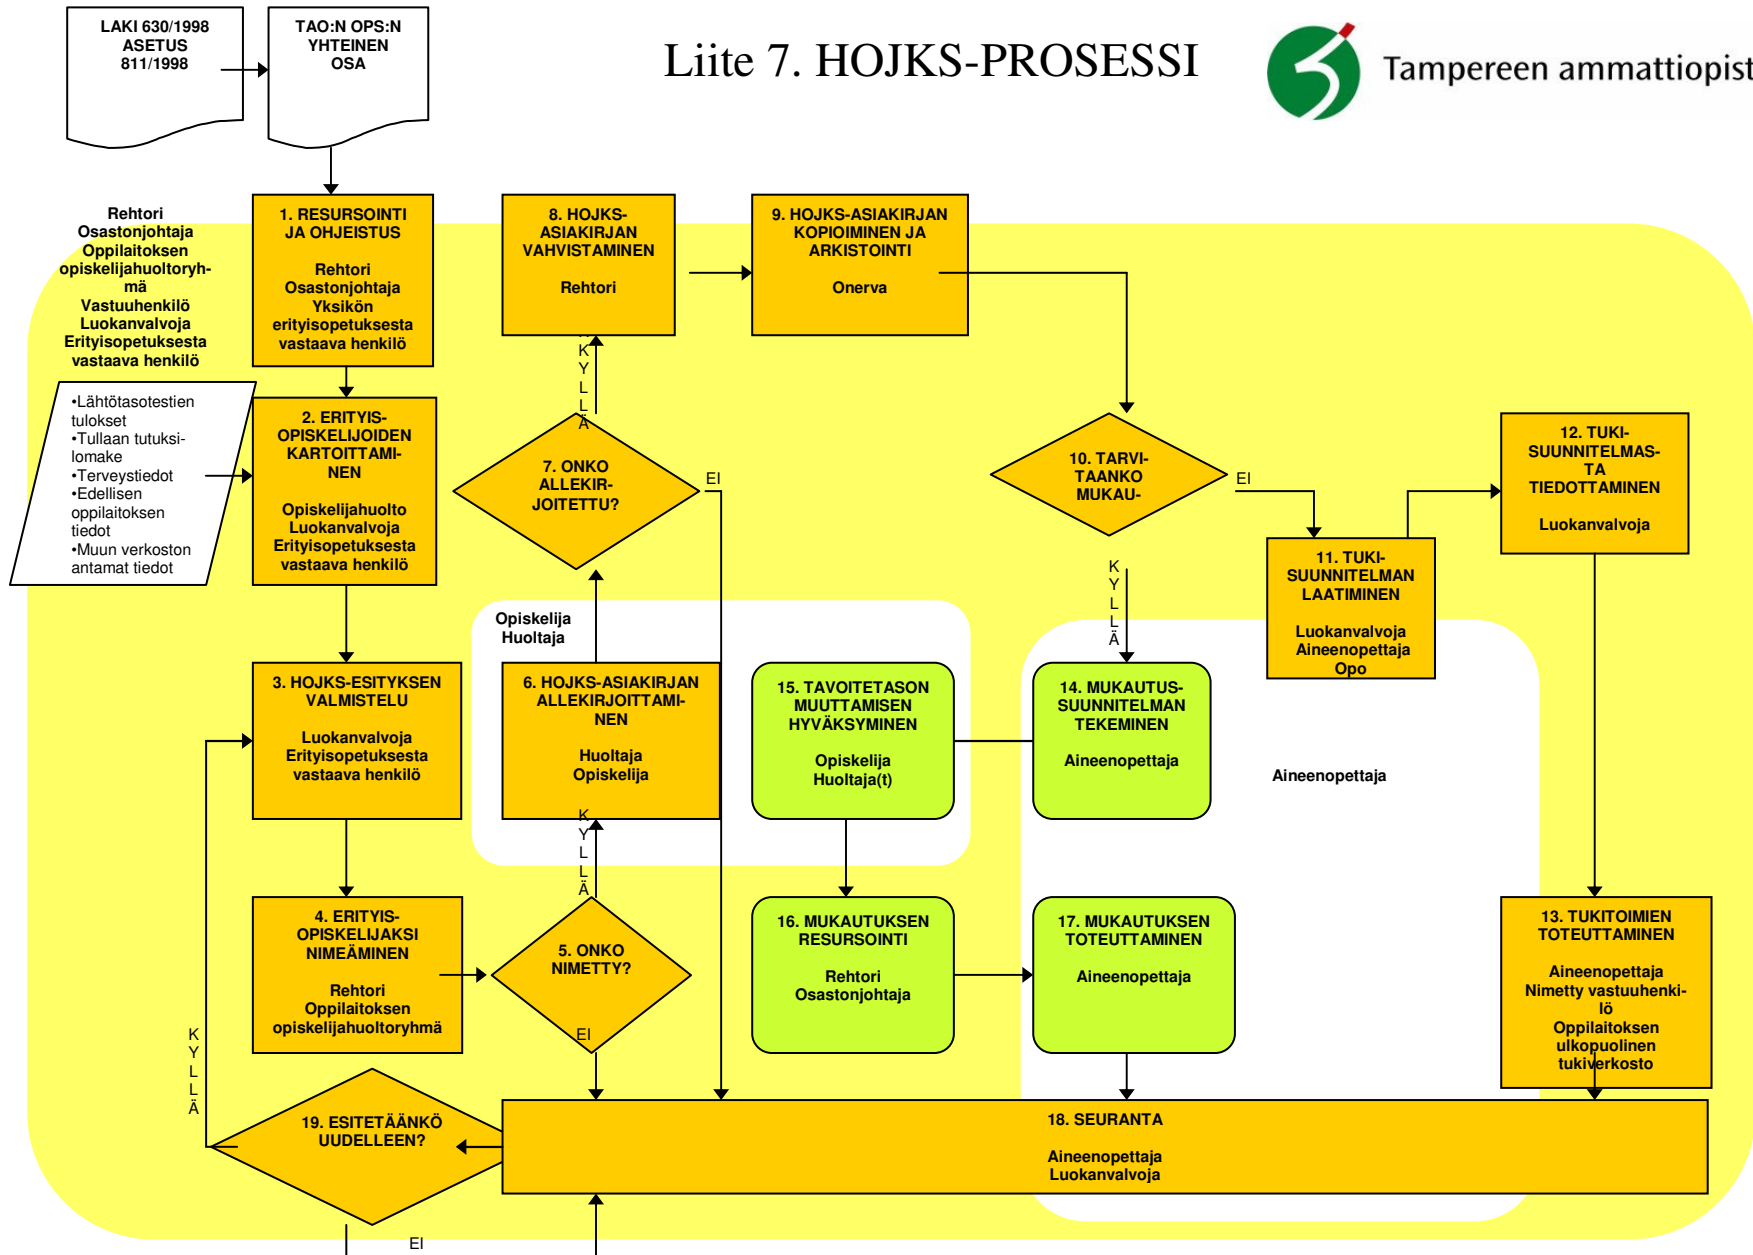 LAKI 630/1998
ASETUS
811/1998
TAO:N OPS:N
YHTEINEN
OSA
Liite 7. HOJKS-PROSESSI
Tampereen ammattiopist
Rehtori
Osastonjohtaja
Oppilaitoksen
opiskelijahuoltoryh-
mä
Vastuuhenkilö
Luokanvalvoja
Erityisopetuksesta
vastaava henkilö
1. RESURSOINTI
JA OHJEISTUS
Rehtori
Osastonjohtaja
Yksikön
erityisopetuksesta
vastaava henkilö
8. HOJKS-
ASIAKIRJAN
VAHVISTAMINEN
Rehtori
9. HOJKS-ASIAKIRJAN
KOPIOIMINEN JA
ARKISTOINTI
Onerva
•Lähtötasotestien
tulokset
•Tullaan tutuksi-
lomake
•Terveystiedot
•Edellisen
oppilaitoksen
tiedot
•Muun verkoston
antamat tiedot
2. ERITYIS-
OPISKELIJOIDEN
KARTOITTAMI-
NEN
Opiskelijahuolto
Luokanvalvoja
Erityisopetuksesta
vastaava henkilö
K
Y
L
L
Ä
7. ONKO
ALLEKIR-
JOITETTU?
EI
10. TARVI-
TAANKO
MUKAU-
EI
K
Y
L
L
Ä
11. TUKI-
SUUNNITELMAN
LAATIMINEN
Luokanvalvoja
Aineenopettaja
Opo
12. TUKI-
SUUNNITELMAS-
TA
TIEDOTTAMINEN
Luokanvalvoja
Opiskelija
Huoltaja
3. HOJKS-ESITYKSEN
VALMISTELU
Luokanvalvoja
Erityisopetuksesta
vastaava henkilö
6. HOJKS-ASIAKIRJAN
ALLEKIRJOITTAMI-
NEN
Huoltaja
Opiskelija
15. TAVOITETASON
MUUTTAMISEN
HYVÄKSYMINEN
Opiskelija
Huoltaja(t)
14. MUKAUTUS-
SUUNNITELMAN
TEKEMINEN
Aineenopettaja
Aineenopettaja
K
Y
L
L
Ä
4. ERITYIS-
OPISKELIJAKSI
NIMEÄMINEN
Rehtori
Oppilaitoksen
opiskelijahuoltoryhmä
5. ONKO
NIMETTY?
EI
16. MUKAUTUKSEN
RESURSOINTI
Rehtori
Osastonjohtaja
17. MUKAUTUKSEN
TOTEUTTAMINEN
Aineenopettaja
13. TUKITOIMIEN
TOTEUTTAMINEN
Aineenopettaja
Nimetty vastuuhenki-
lö
Oppilaitoksen
ulkopuolinen
tukiverkosto
K
Y
L
L
Ä
19. ESITETÄÄNKÖ
UUDELLEEN?
18. SEURANTA
Aineenopettaja
Luokanvalvoja
EI